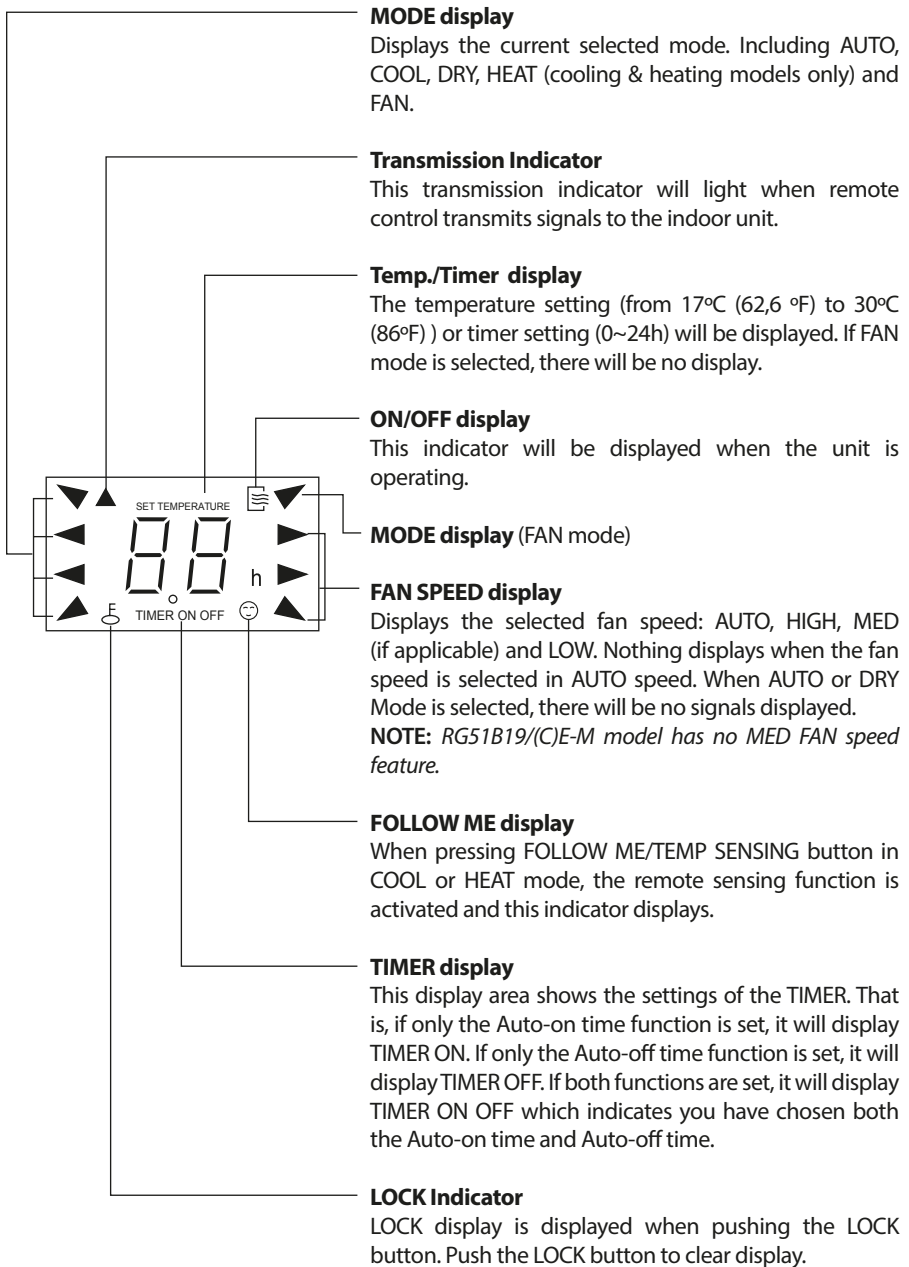 MODE display
Displays the current selected mode. Including AUTO,
COOL, DRY, HEAT (cooling & heating models only) and
FAN.
Transmission Indicator
This transmission indicator will light when remote
control transmits signals to the indoor unit.
Temp./Timer display
The temperature setting (from 17ºC (62,6 ºF) to 30ºC
(86ºF) ) or timer setting (0~24h) will be displayed. If FAN
mode is selected, there will be no display.
ON/OFF display
This indicator will be displayed when the unit is
operating.
SET TEMPERATURE
88
h
TIMER ON OFF
MODE display (FAN mode)
FAN SPEED display
Displays the selected fan speed: AUTO, HIGH, MED
(if applicable) and LOW. Nothing displays when the fan
speed is selected in AUTO speed. When AUTO or DRY
Mode is selected, there will be no signals displayed.
NOTE: RG51B19/(C)E-M model has no MED FAN speed
feature.
FOLLOW ME display
When pressing FOLLOW ME/TEMP SENSING button in
COOL or HEAT mode, the remote sensing function is
activated and this indicator displays.
TIMER display
This display area shows the settings of the TIMER. That
is, if only the Auto-on time function is set, it will display
TIMER ON. If only the Auto-off time function is set, it will
display TIMER OFF. If both functions are set, it will display
TIMER ON OFF which indicates you have chosen both
the Auto-on time and Auto-off time.
LOCK Indicator
LOCK display is displayed when pushing the LOCK
button. Push the LOCK button to clear display.